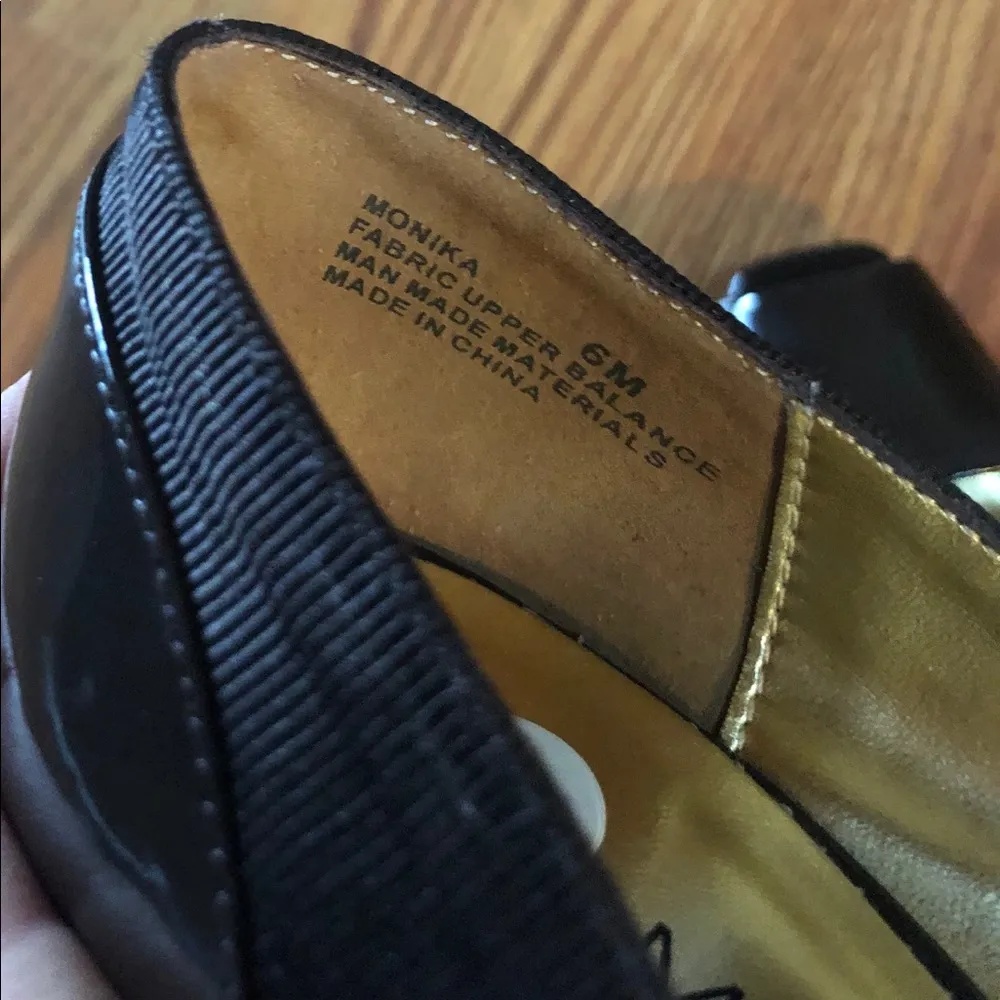 MONIKA 6M
FABRIC UPPER BALANCE
MAN MADE MATERIALS
MADE IN CHINA